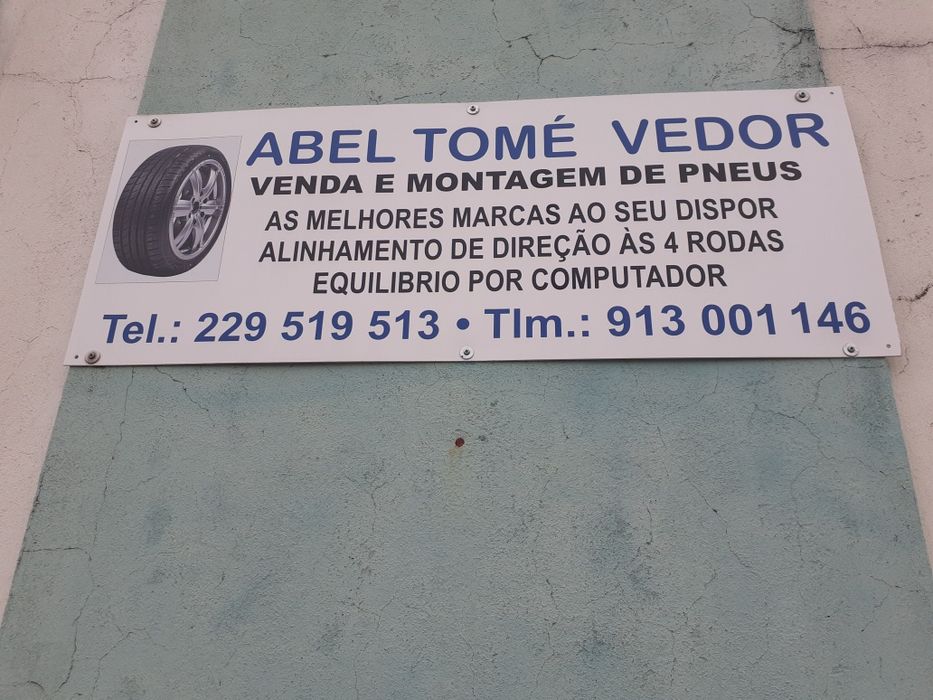 ABEL TOMÉ VEDOR
VENDA E MONTAGEM DE PNEUS
AS MELHORES MARCAS AO SEU DISPOR
ALINHAMENTO DE DIREÇÃO ÀS 4 RODAS
EQUILIBRIO POR COMPUTADOR
Tel.: 229 519 513 • Tlm.: 913 001 146